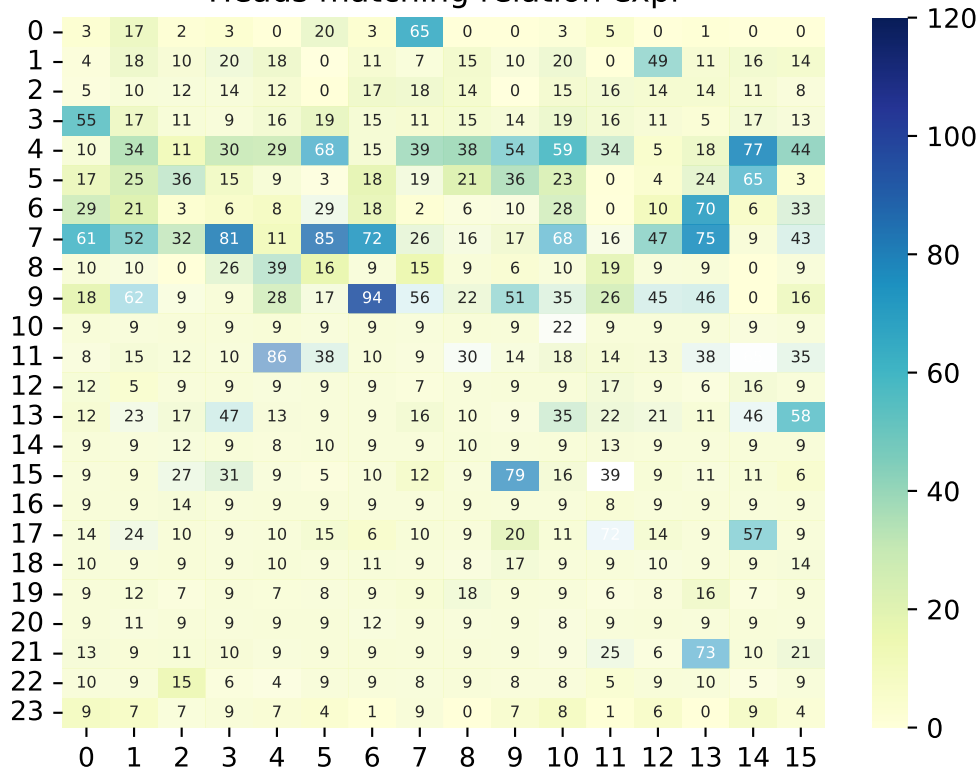 Heads matching relation expl
0 3 17 2 3 0 20 3 65 0 0 3 5 0 1 0 0
1 4 18 10 20 18 0 11 7 15 10 20 0 49 11 16 14
2 5 10 12 14 12 0 17 18 14 0 15 16 14 14 11 8
3 55 17 11 9 16 19 15 11 15 14 19 16 11 5 17 13
4 10 34 11 30 29 68 15 39 38 54 59 34 5 18 77 44
5 17 25 36 15 9 3 18 19 21 36 23 0 4 24 65 3
6 29 21 3 6 8 29 18 2 6 10 28 0 10 70 6 33
7 61 52 32 81 11 85 72 26 16 17 68 16 47 75 9 43
8 10 10 0 26 39 16 9 15 9 6 10 19 9 9 0 9
9 18 62 9 9 28 17 94 56 22 51 35 26 45 46 0 16
10 9 9 9 9 9 9 9 9 9 9 22 9 9 9 9 9
11 8 15 12 10 86 38 10 9 30 14 18 14 13 38 35
12 12 5 9 9 9 9 9 7 9 9 9 17 9 6 16 9
13 12 23 17 47 13 9 9 16 10 9 35 22 21 11 46 58
14 9 9 12 9 8 10 9 9 10 9 9 13 9 9 9 9
15 9 9 27 31 9 5 10 12 9 79 16 39 9 11 11 6
16 9 9 14 9 9 9 9 9 9 9 9 8 9 9 9 9
17 14 24 10 9 10 15 6 10 9 20 11 72 14 9 57 9
18 10 9 9 9 10 9 11 9 8 17 9 9 10 9 9 14
19 9 12 7 9 7 8 9 9 18 9 9 6 8 16 7 9
20 9 11 9 9 9 9 12 9 9 9 8 9 9 9 9 9
21 13 9 11 10 9 9 9 9 9 9 9 25 6 73 10 21
22 10 9 15 6 4 9 9 8 9 8 8 5 9 10 5 9
23 9 7 7 9 7 4 1 9 0 7 8 1 6 0 9 4
0 1 2 3 4 5 6 7 8 9 10 11 12 13 14 15
120
100
80
60
40
20
0